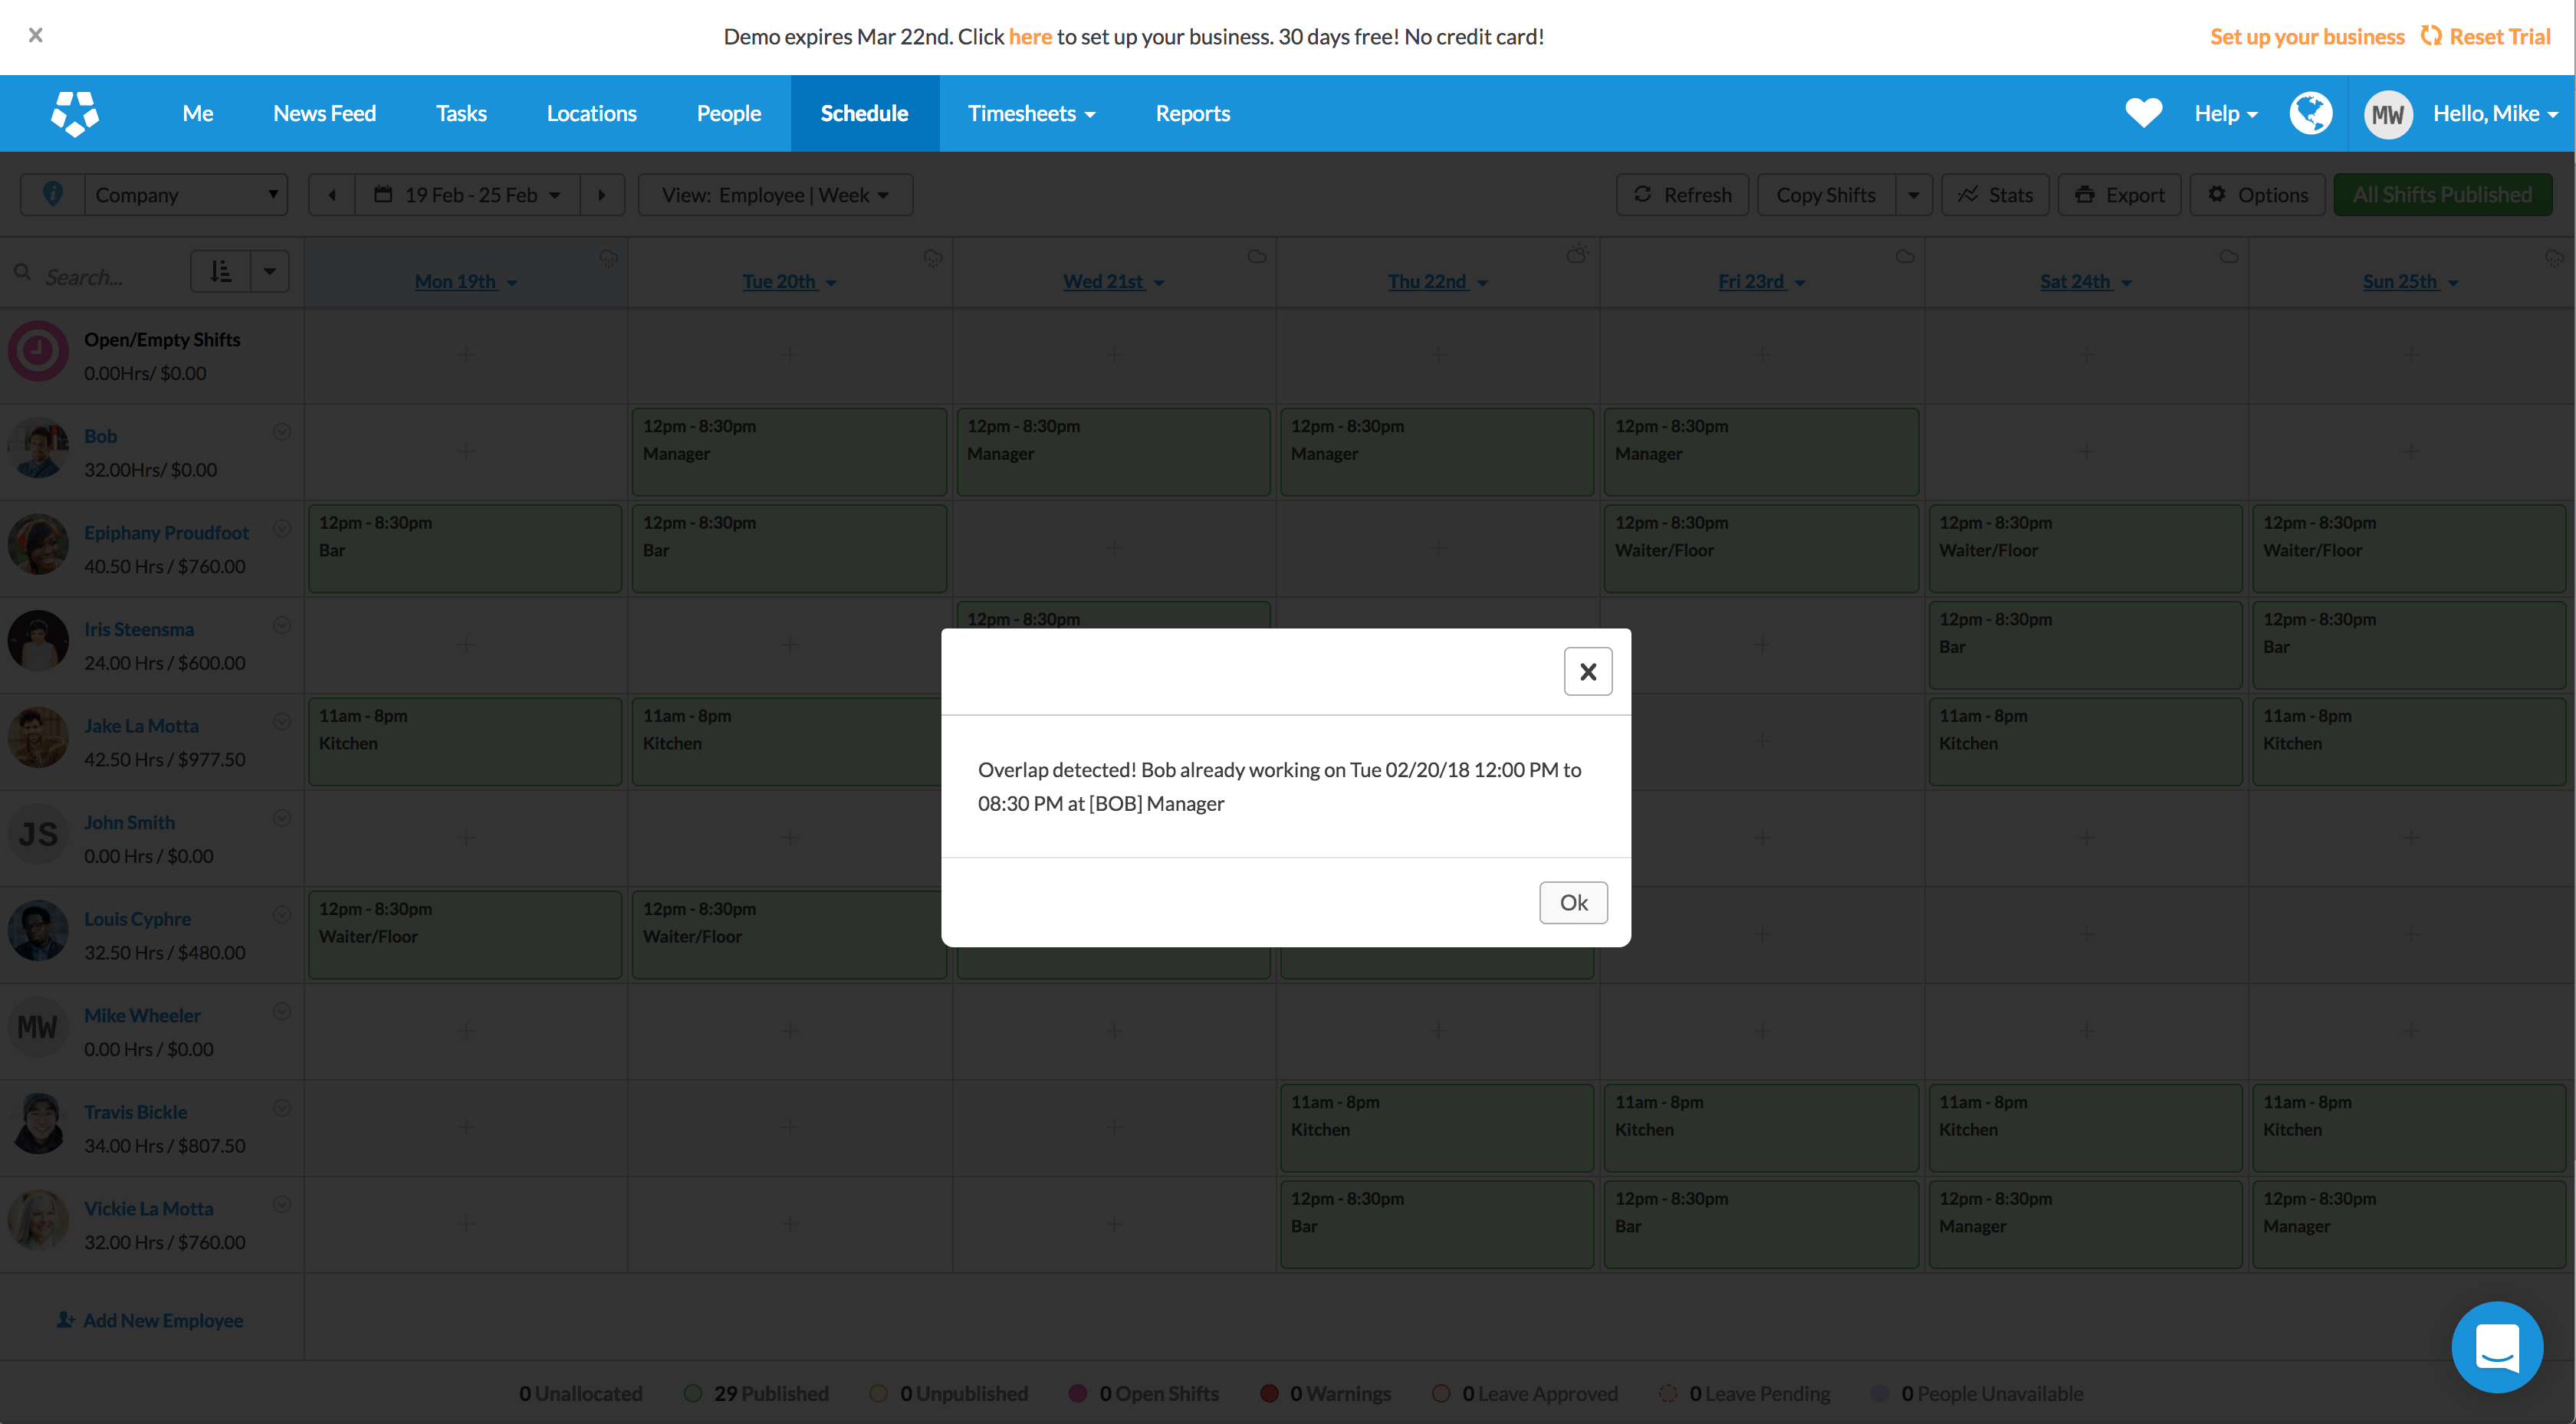 Demo expires Mar 22nd. Click here to set up your business. 30 days free! No credit card!
Set up your business Reset Trial
Me News Feed Tasks Locations People Schedule Timesheets Reports Help MW Hello, Mike
Company 19 Feb - 25 Feb View: Employee | Week Refresh Copy Shifts Stats Export Options All Shifts Published
Search... Mon 19th Tue 20th Wed 21st Thu 22nd Fri 23rd Sat 24th Sun 25th
Open/Empty Shifts
0.00Hrs/ $0.00
Bob
32.00Hrs/ $0.00
12pm - 8:30pm 12pm - 8:30pm 12pm - 8:30pm 12pm - 8:30pm
Manager Manager Manager Manager
Epiphany Proudfoot
40.50 Hrs / $760.00
12pm - 8:30pm 12pm - 8:30pm 12pm - 8:30pm 12pm - 8:30pm 12pm - 8:30pm
Bar Bar Waiter/Floor Waiter/Floor Waiter/Floor
Iris Steensma
24.00 Hrs / $600.00
12pm - 8:30pm 12pm - 8:30pm 12pm - 8:30pm
Bar Bar
Jake La Motta
42.50 Hrs / $977.50
11am - 8pm 11am - 8pm 11am - 8pm 11am - 8pm
Kitchen Kitchen Kitchen Kitchen
Overlap detected! Bob already working on Tue 02/20/18 12:00 PM to
08:30 PM at [BOB] Manager
Ok
JS John Smith
0.00 Hrs / $0.00
Louis Cyphre
32.50 Hrs / $480.00
12pm - 8:30pm 12pm - 8:30pm
Waiter/Floor Waiter/Floor
MW Mike Wheeler
0.00 Hrs / $0.00
Travis Bickle
34.00 Hrs / $807.50
11am - 8pm 11am - 8pm 11am - 8pm 11am - 8pm
Kitchen Kitchen Kitchen Kitchen
Vickie La Motta
32.00 Hrs / $760.00
12pm - 8:30pm 12pm - 8:30pm 12pm - 8:30pm 12pm - 8:30pm
Bar Bar Manager Manager
Add New Employee
0 Unallocated 29 Published 0 Unpublished 0 Open Shifts 0 Warnings 0 Leave Approved 0 Leave Pending 0 People Unavailable